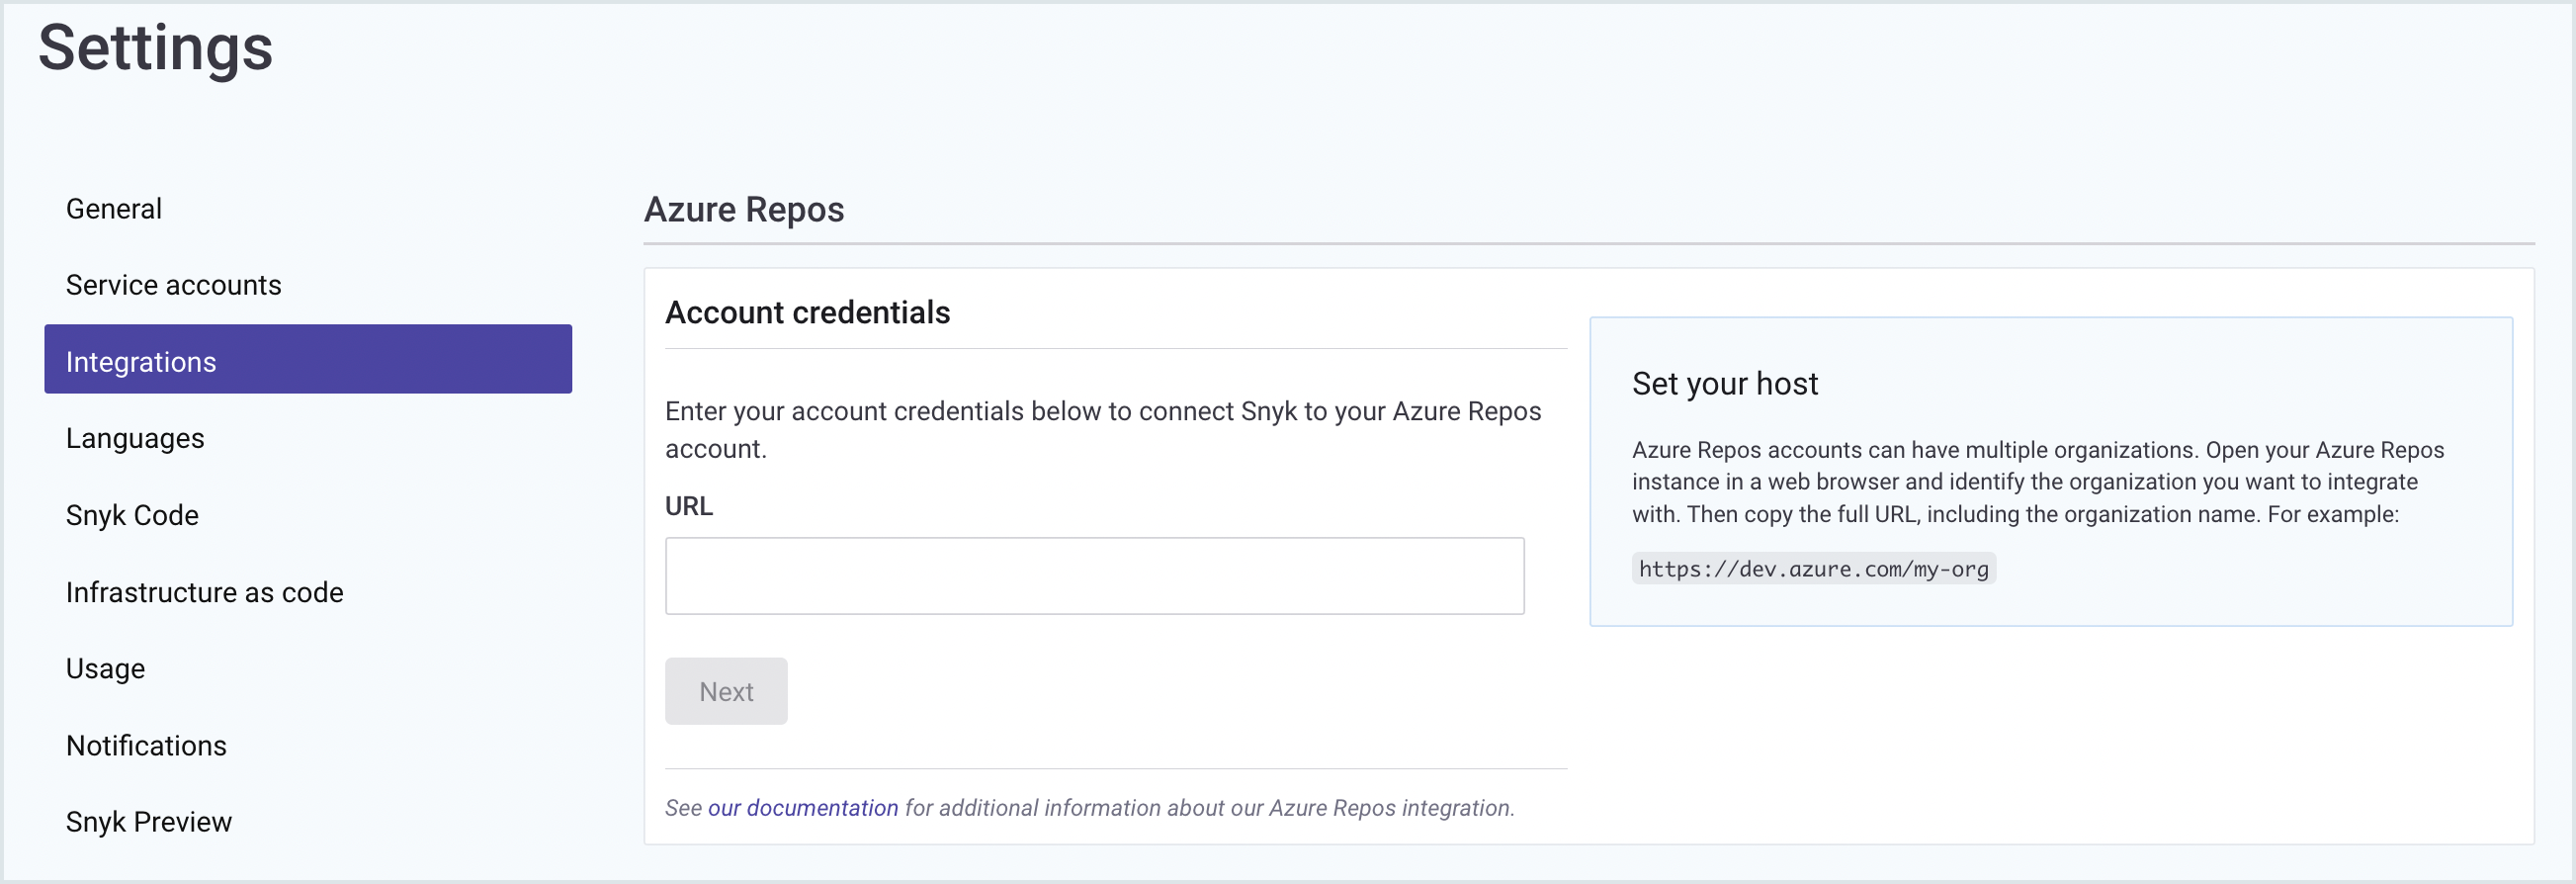 Settings
General
Service accounts
Integrations
Languages
Snyk Code
Infrastructure as code
Usage
Notifications
Snyk Preview
Azure Repos
Account credentials
Enter your account credentials below to connect Snyk to your Azure Repos
account.
URL
Next
See our documentation for additional information about our Azure Repos integration.
Set your host
Azure Repos accounts can have multiple organizations. Open your Azure Repos
instance in a web browser and identify the organization you want to integrate
with. Then copy the full URL, including the organization name. For example:
https://dev.azure.com/my-org